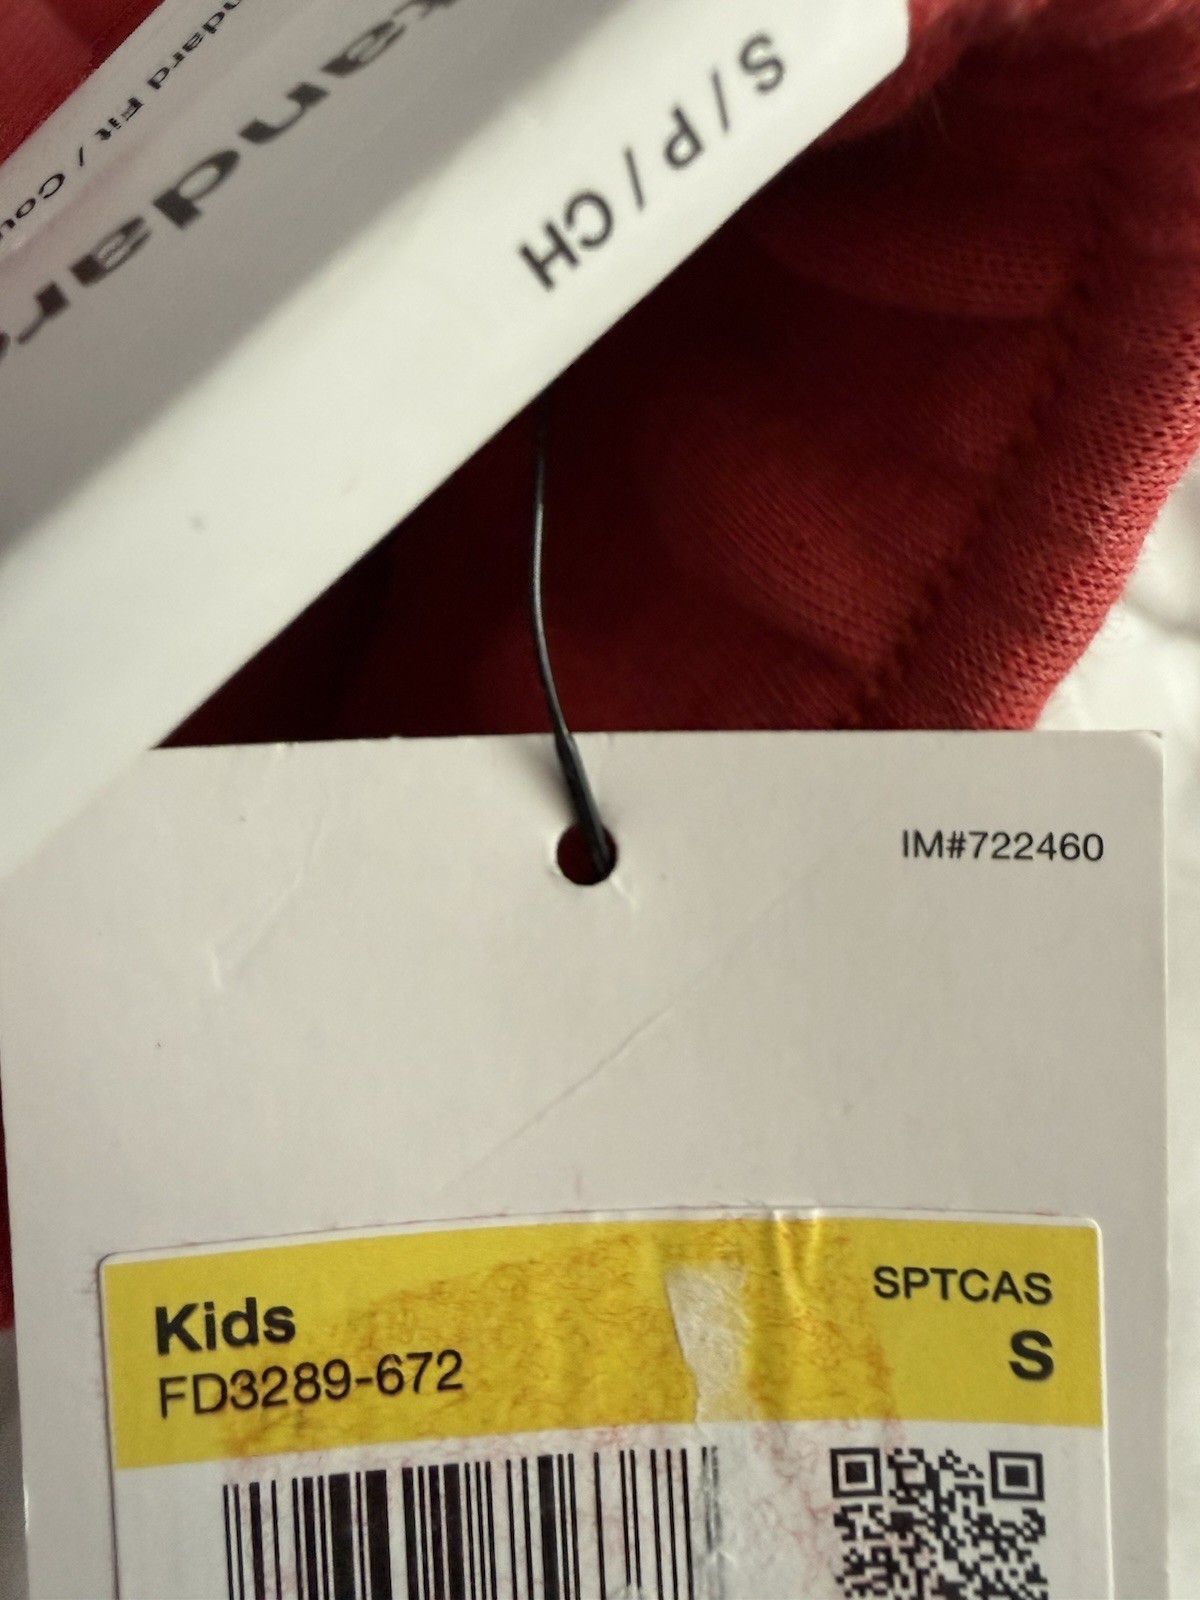 S / P / CH
IM#722460
Kids
SPTCAS
FD3289-672
S